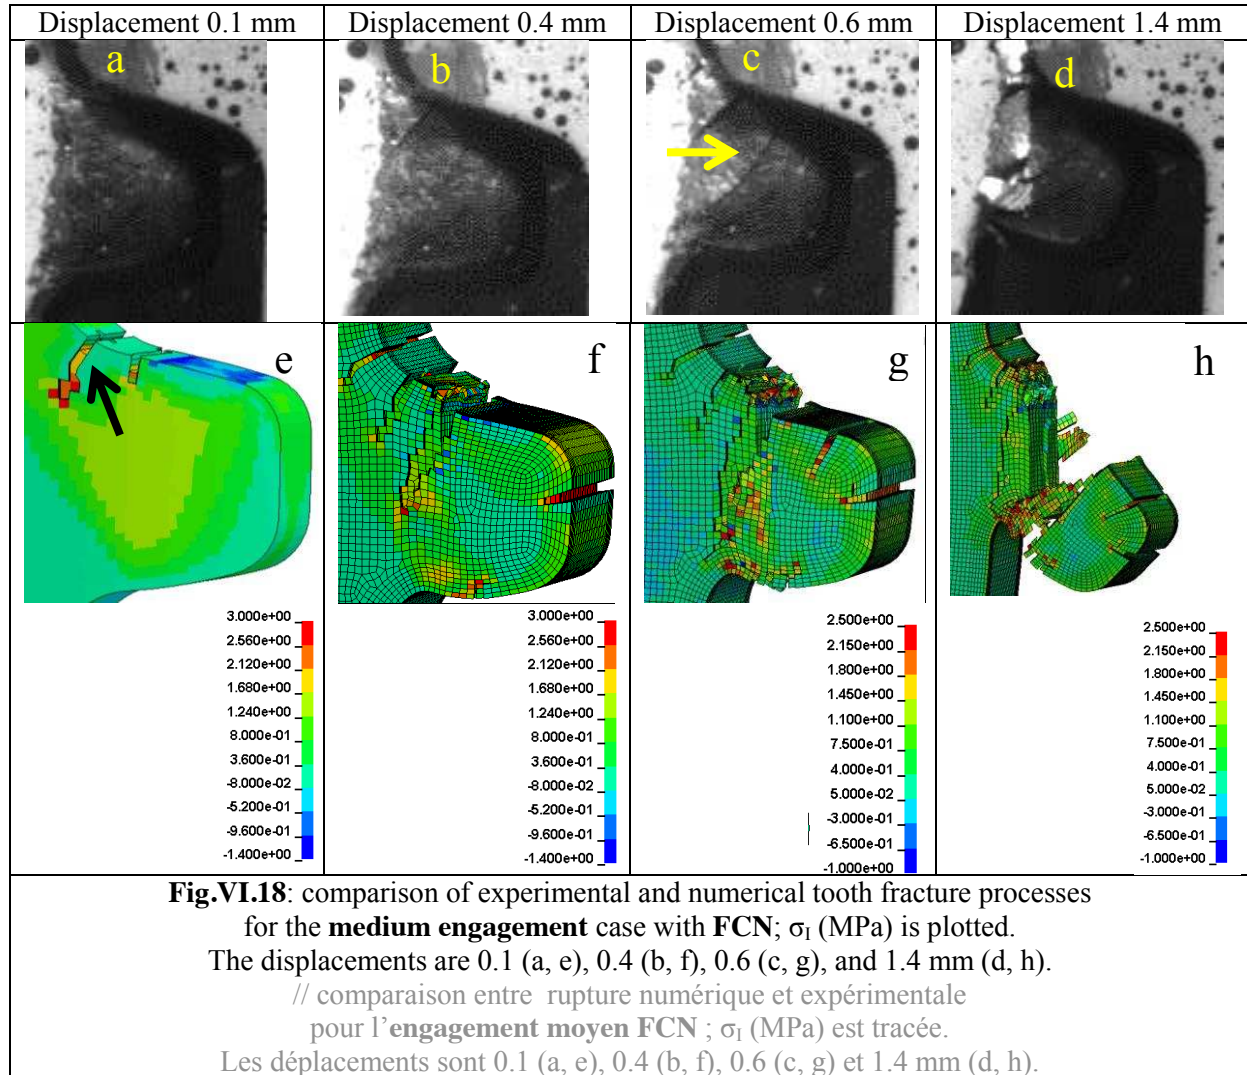 Displacement 0.1 mm
Displacement 0.4 mm
Displacement 0.6 mm
Displacement 1.4 mm
a
b
c
d
e
f
g
h
3.000e+00
2.560e+00
2.120e+00
1.680e+00
1.240e+00
8.000e-01
3.600e-01
-8.000e-02
-5.200e-01
-9.600e-01
-1.400e+00
3.000e+00
2.560e+00
2.120e+00
1.680e+00
1.240e+00
8.000e-01
3.600e-01
-8.000e-02
-5.200e-01
-9.600e-01
-1.400e+00
2.500e+00
2.150e+00
1.800e+00
1.450e+00
1.100e+00
7.500e-01
4.000e-01
5.000e-02
-3.000e-01
-6.500e-01
-1.000e+00
2.500e+00
2.150e+00
1.800e+00
1.450e+00
1.100e+00
7.500e-01
4.000e-01
5.000e-02
-3.000e-01
-6.500e-01
-1.000e+00
Fig.VI.18: comparison of experimental and numerical tooth fracture processes
for the medium engagement case with FCN; σI (MPa) is plotted.
The displacements are 0.1 (a, e), 0.4 (b, f), 0.6 (c, g), and 1.4 mm (d, h).
// comparaison entre rupture numérique et expérimentale
pour l’engagement moyen FCN ; σI (MPa) est tracée.
Les déplacements sont 0.1 (a, e), 0.4 (b, f), 0.6 (c, g) et 1.4 mm (d, h).